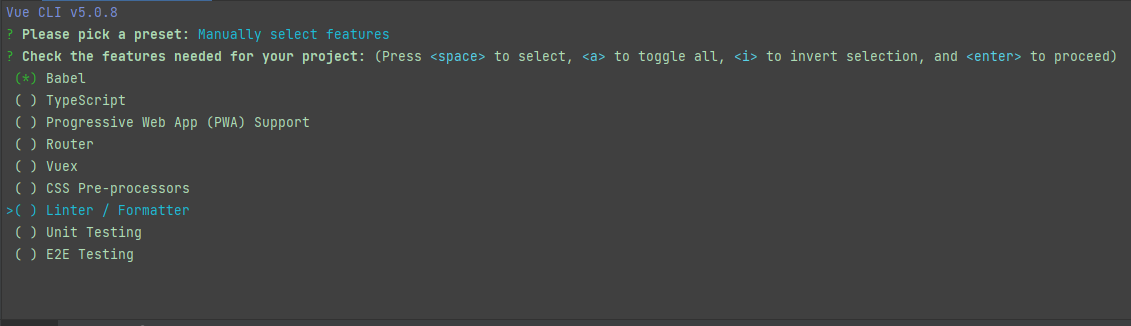 Vue CLI v5.0.8
? Please pick a preset: Manually select features
? Check the features needed for your project: (Press <space> to select, <a> to toggle all, <i> to invert selection, and <enter> to proceed)
(*) Babel
( ) TypeScript
( ) Progressive Web App (PWA) Support
( ) Router
( ) Vuex
( ) CSS Pre-processors
>( ) Linter / Formatter
( ) Unit Testing
( ) E2E Testing